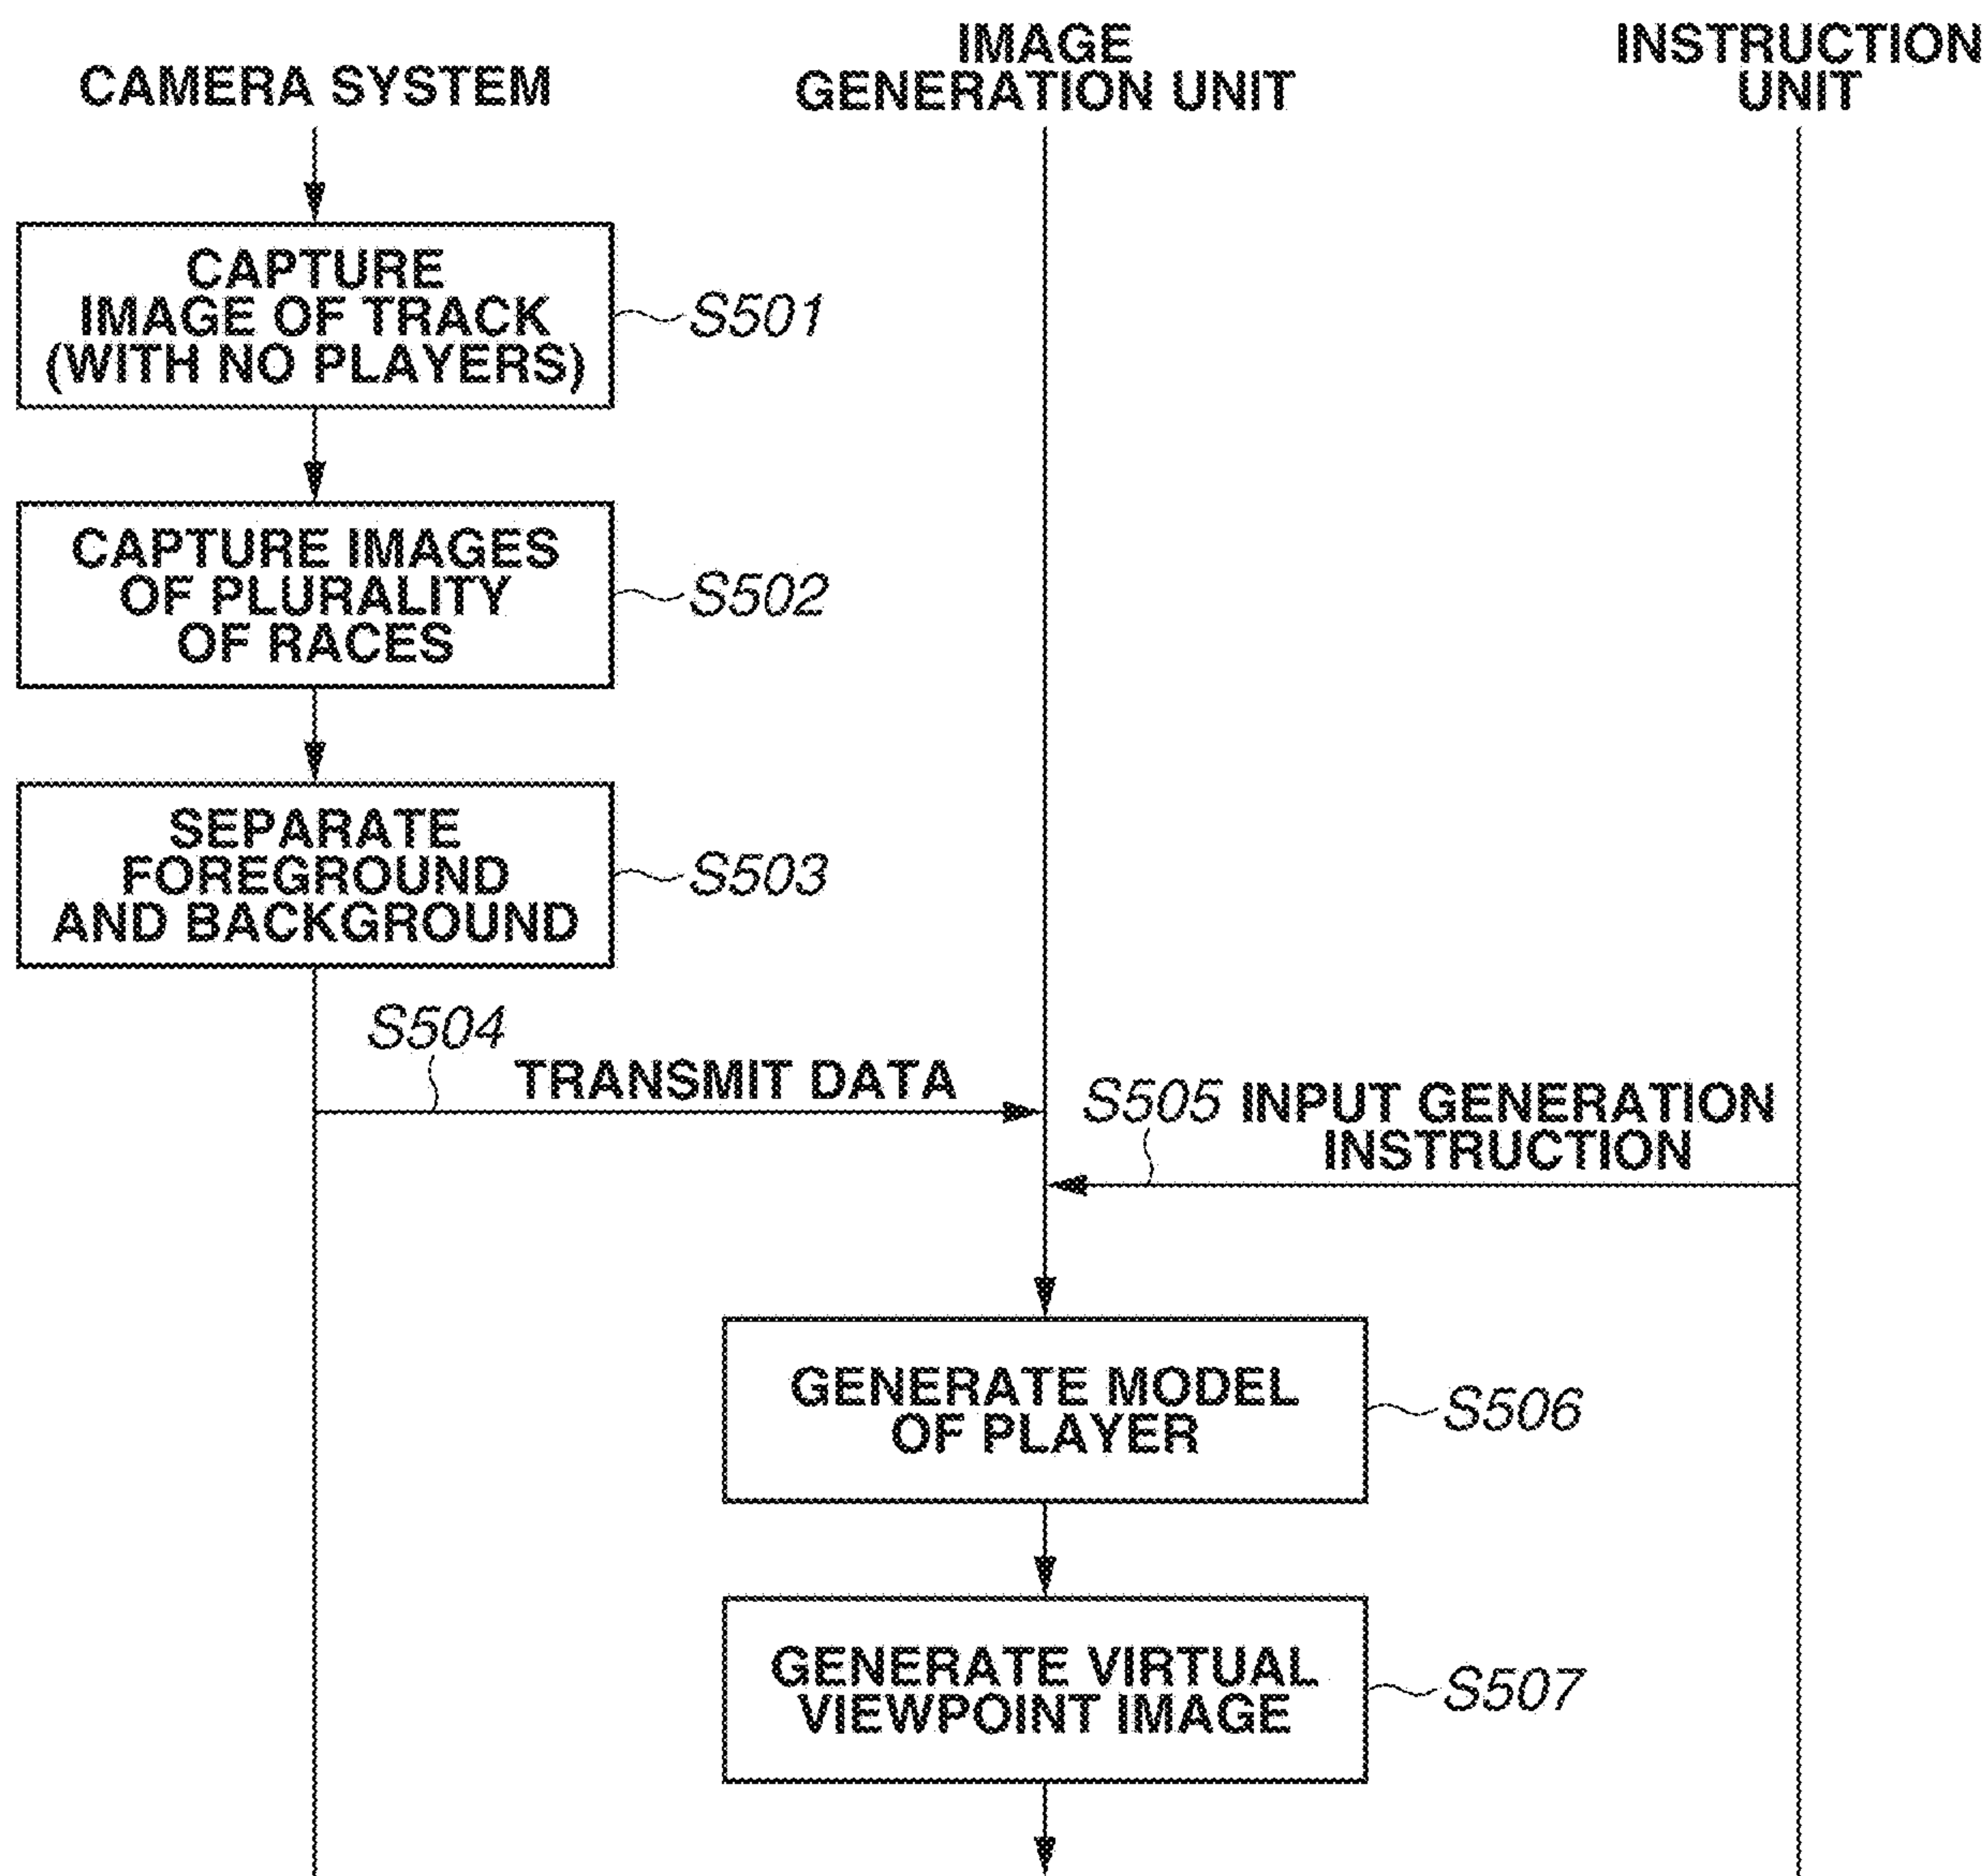 CAMERA SYSTEM
IMAGE
GENERATION UNIT
INSTRUCTION
UNIT
CAPTURE
IMAGE OF TRACK
(WITH NO PLAYERS)
S501
CAPTURE IMAGES
OF PLURALITY
OF RACES
S502
SEPARATE
FOREGROUND
AND BACKGROUND
S503
S504
TRANSMIT DATA
S505
INPUT GENERATION
INSTRUCTION
GENERATE MODEL
OF PLAYER
S506
GENERATE VIRTUAL
VIEWPOINT IMAGE
S507